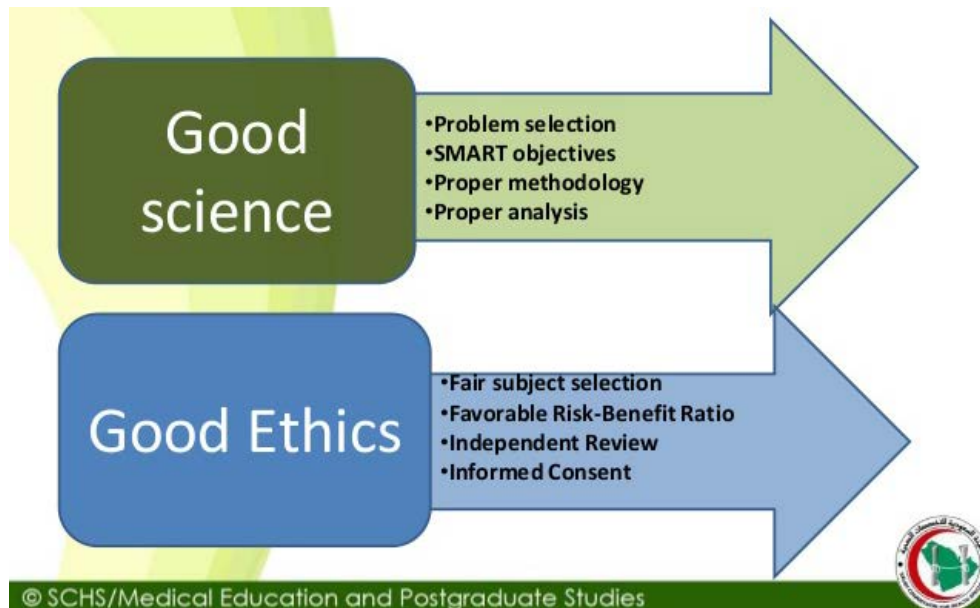 Good
science
•Problem selection
•SMART objectives
•Proper methodology
•Proper analysis
Good Ethics
•Fair subject selection
•Favorable Risk-Benefit Ratio
•Independent Review
•Informed Consent
© SCHS/Medical Education and Postgraduate Studies